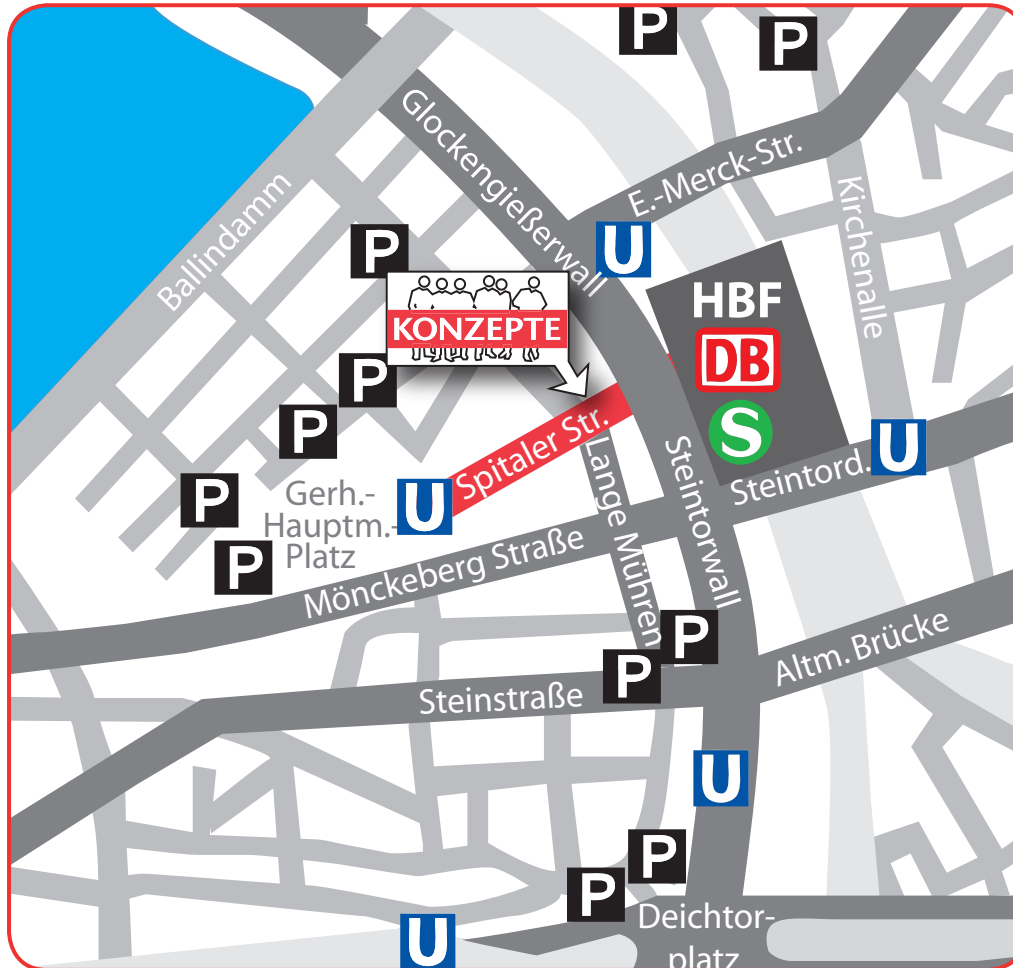 P
P
Glockengießerwall
E.-Merck-Str.
Kirchenalle
Ballindamm
P
U
HBF
DB
S
KONZEPTE
P
P
Spitaler Str.
Lange Mühren
Steintorwall
Steintord.
U
P
Gerh.-
Hauptm.-
Platz
U
P
Mönckeberg Straße
P
P
Altm. Brücke
Steinstraße
U
P
P
Deichtor-
platz
U